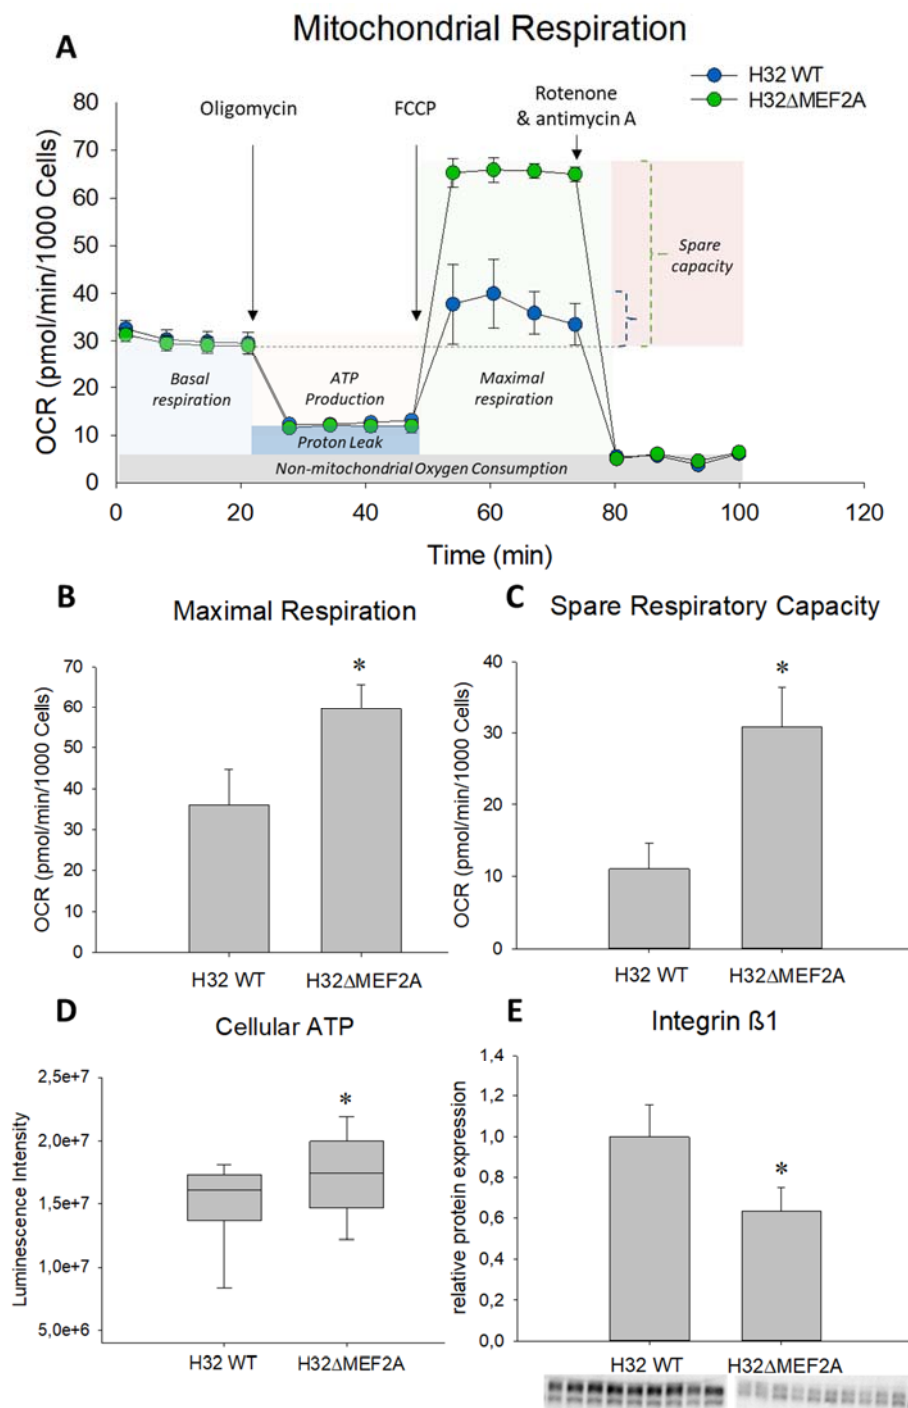 Mitochondrial Respiration
A
H32 WT
H32ΔMEF2A
Oligomycin
FCCP
Rotenone
& antimycin A
OCR (pmol/min/1000 Cells)
80
70
60
50
40
30
20
10
0
Spare
capacity
Basal
respiration
ATP
Production
Maximal
respiration
Proton Leak
Non-mitochondrial Oxygen Consumption
0 20 40 60 80 100 120
Time (min)
B
Maximal Respiration
OCR (pmol/min/1000 Cells)
70
60
50
40
30
20
10
0
*
H32 WT H32ΔMEF2A
C
Spare Respiratory Capacity
OCR (pmol/min/1000 Cells)
40
30
20
10
0
*
H32 WT H32ΔMEF2A
D
Cellular ATP
Luminescence Intensity
2,5e+7
2,0e+7
1,5e+7
1,0e+7
5,0e+6
*
H32 WT H32ΔMEF2A
E
Integrin ß1
relative protein expression
1,4
1,2
1,0
0,8
0,6
0,4
0,2
0,0
*
H32 WT H32ΔMEF2A